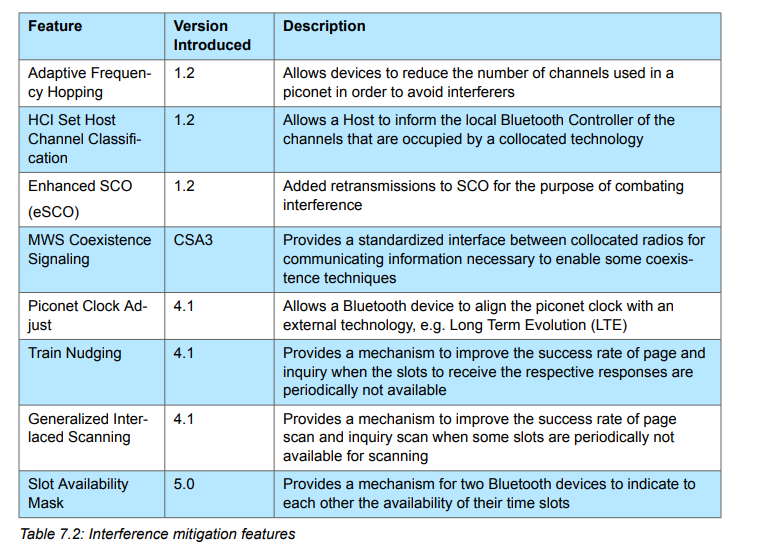 Feature Version Introduced Description
Adaptive Frequen- 1.2 Allows devices to reduce the number of channels used in a
cy Hopping piconet in order to avoid interferers
HCI Set Host 1.2 Allows a Host to inform the local Bluetooth Controller of the
Channel Classifi- channels that are occupied by a collocated technology
cation
Enhanced SCO 1.2 Added retransmissions to SCO for the purpose of combating
(eSCO) interference
MWS Coexistence CSA3 Provides a standardized interface between collocated radios for
Signaling communicating information necessary to enable some coexis-
tence techniques
Piconet Clock Ad- 4.1 Allows a Bluetooth device to align the piconet clock with an
just external technology, e.g. Long Term Evolution (LTE)
Train Nudging 4.1 Provides a mechanism to improve the success rate of page and
inquiry when the slots to receive the respective responses are
periodically not available
Generalized Inter- 4.1 Provides a mechanism to improve the success rate of page
laced Scanning scan and inquiry scan when some slots are periodically not
available for scanning
Slot Availability 5.0 Provides a mechanism for two Bluetooth devices to indicate to
Mask each other the availability of their time slots
Table 7.2: Interference mitigation features